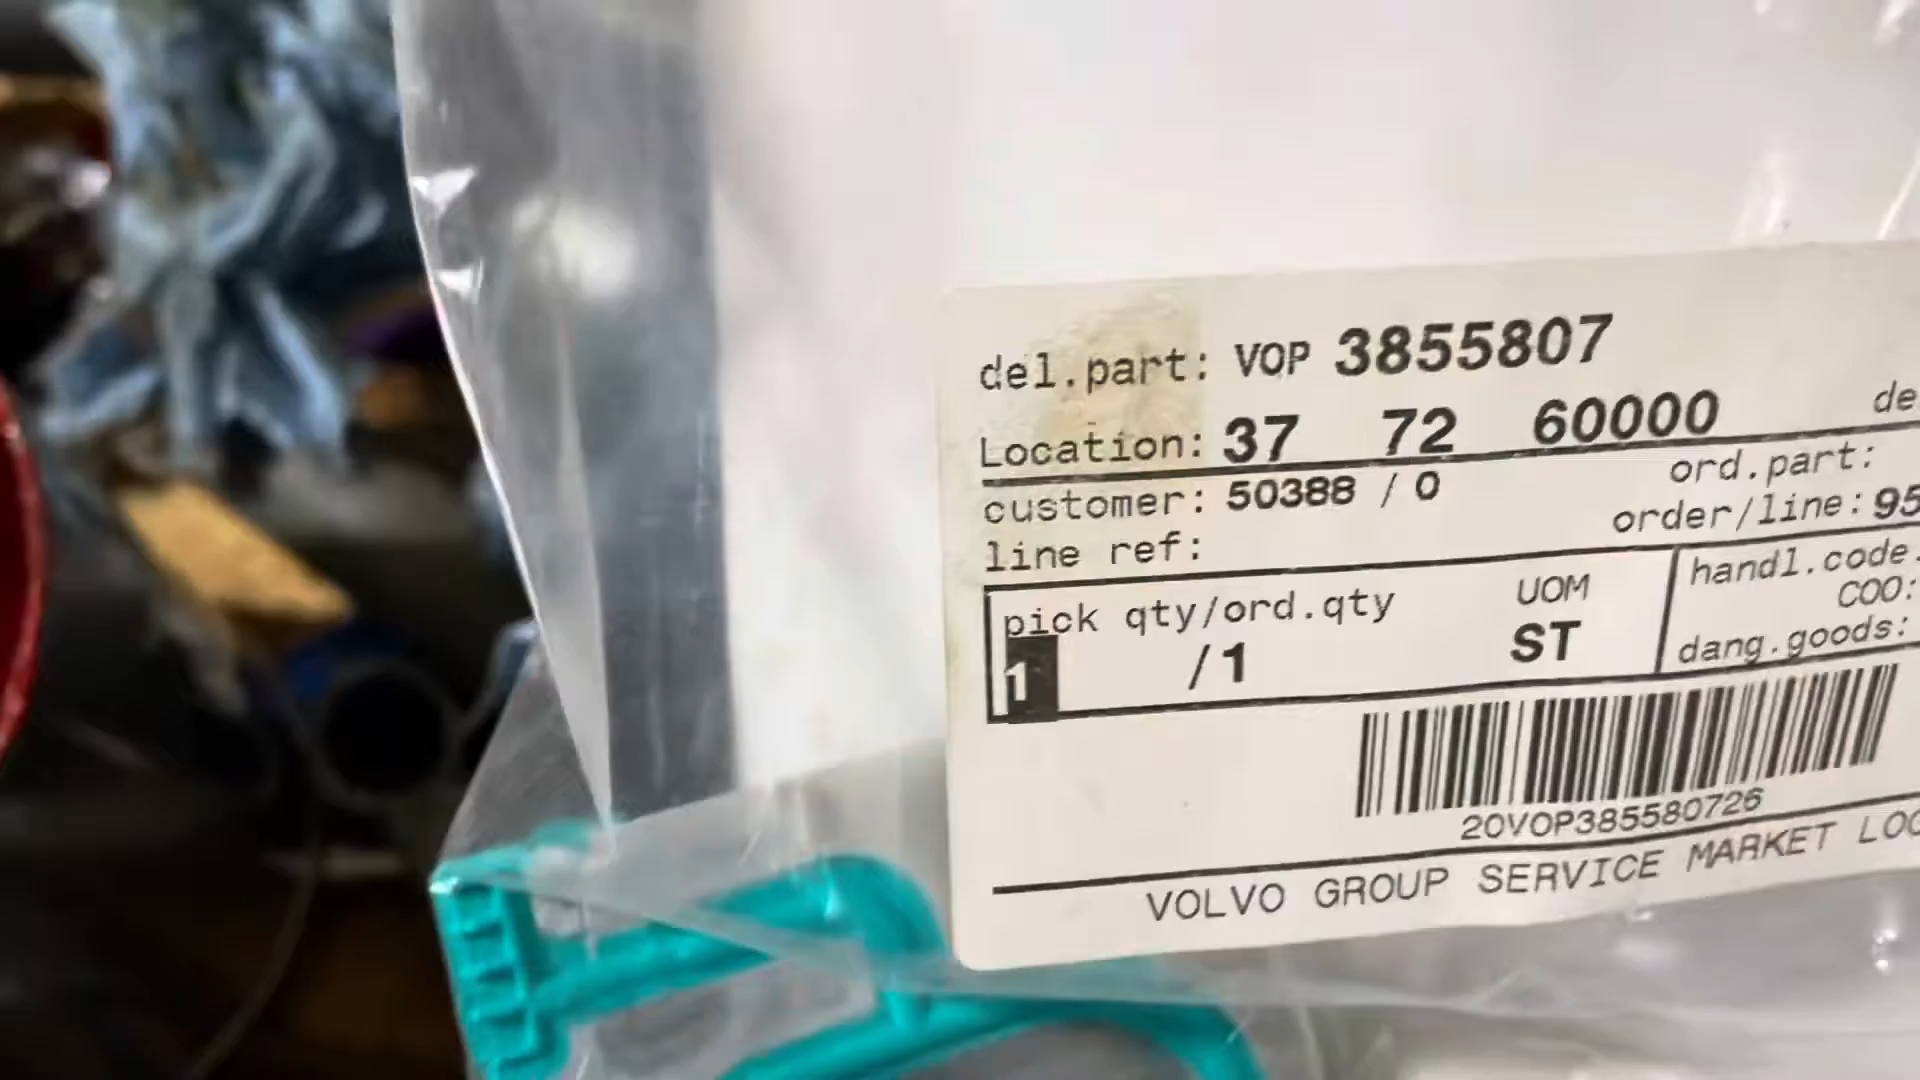 del.part: VOP 3855807
Location: 37 72 60000 de
customer: 50388 / 0 ord.part:
line ref: order/line: 95
pick qty/ord.qty UOM handl.code.
COO:
1 /1 ST dang.goods:
20VOP385580726
VOLVO GROUP SERVICE MARKET LOG